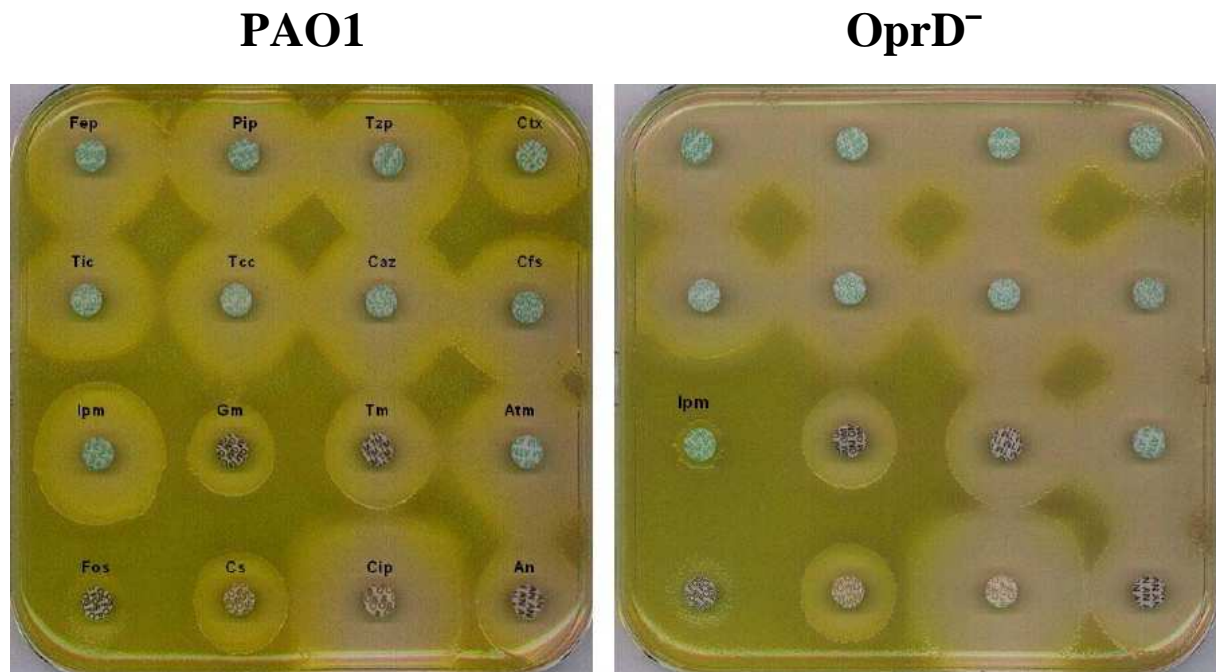 PAO1
OprD⁻
Fep Pip Tzp Ctx
Tic Tcc Caz Cfs
Ipm Gm Tm Atm
Fos Cs Cip An
Ipm